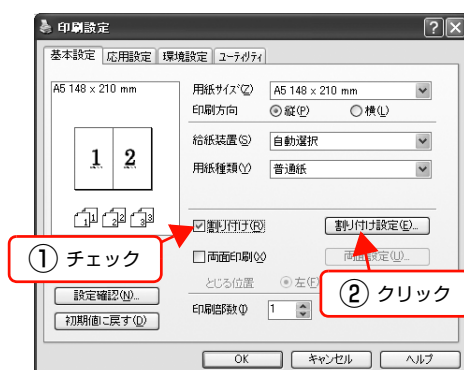 印刷設定
基本設定 応用設定 環境設定 ユーティリティ
A5 148 x 210 mm
1 2
1 2 3
用紙サイズ(Z) A5 148 x 210 mm
印刷方向 縦(P) 横(L)
給紙装置(S) 自動選択
用紙種類(Y) 普通紙
割り付け(R) 割り付け設定(E)...
① チェック
両面印刷(X) 両面設定(U)...
とじる位置 左(F)
② クリック
設定確認(N)...
初期値に戻す(D)
印刷部数(I) 1
OK キャンセル ヘルプ